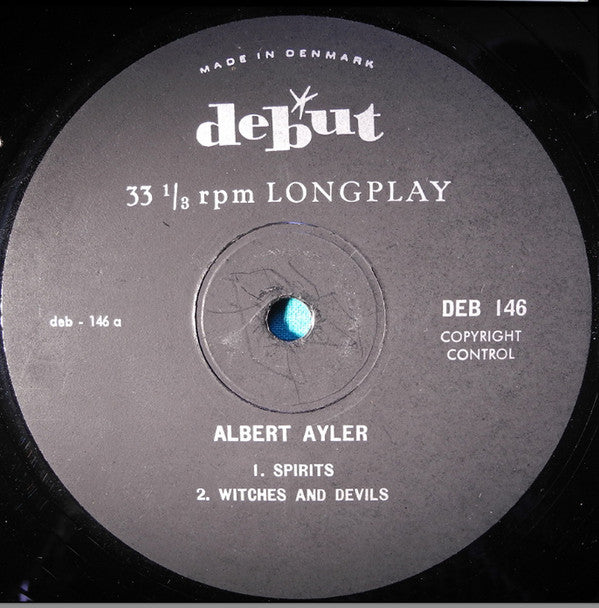 MADE IN DENMARK
debut
33 1/3 rpm LONGPLAY
deb - 146 a
DEB 146
COPYRIGHT
CONTROL
ALBERT AYLER
1. SPIRITS
2. WITCHES AND DEVILS